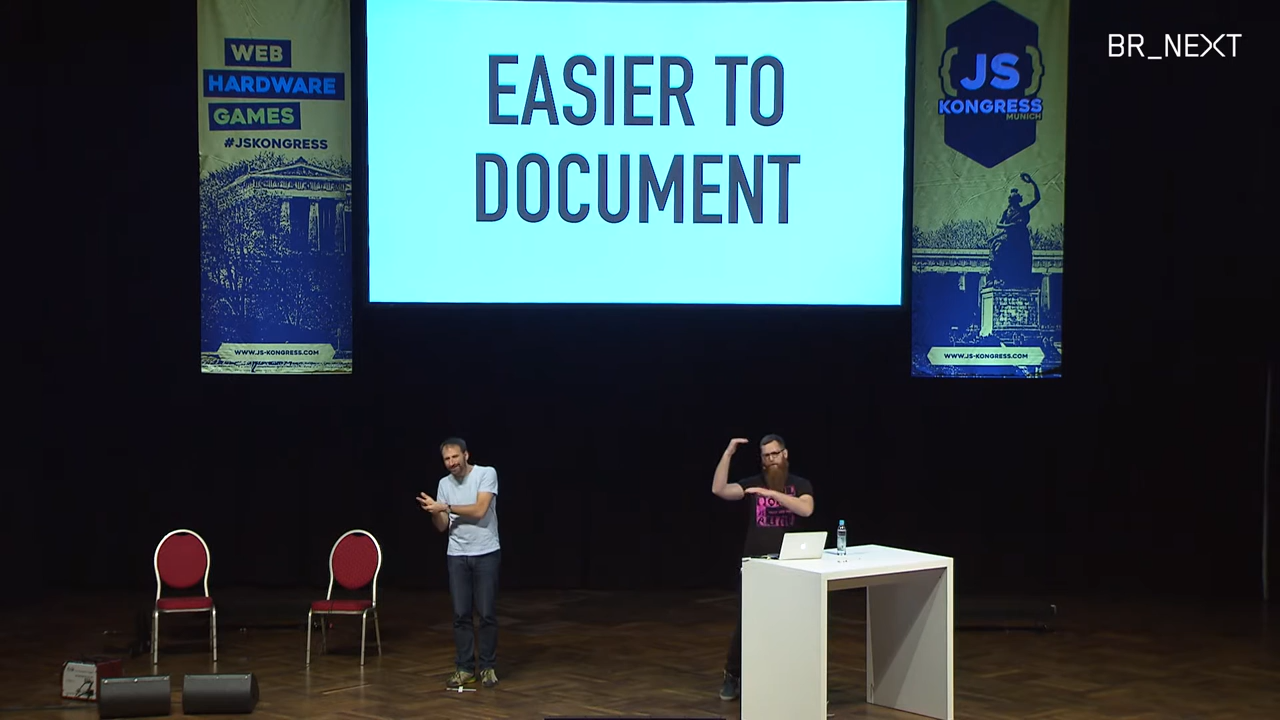 WEB
HARDWARE
GAMES
#JSKONGRESS
WWW.JS-KONGRESS.COM
EASIER TO
DOCUMENT
{JS}
KONGRESS
MUNICH
WWW.JS-KONGRESS.COM
BR_NEXT